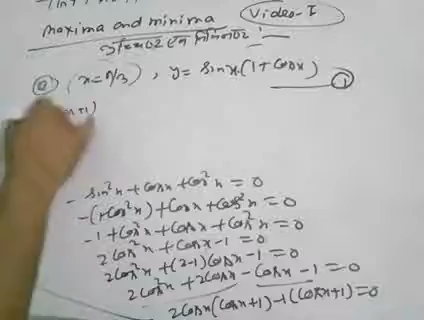 maxima and minima
Video-I
(x=π/3), y = sinx.(1+cosx)
x+1)
- sin²x + cosx + cos²x = 0
-(1-cos²x) + cosx + cos²x = 0
-1 + cos²x + cosx + cos²x = 0
2cos²x + cosx - 1 = 0
2cos²x + (2-1)cosx - 1 = 0
2cos²x + 2cosx - cosx - 1 = 0
2cosx(cosx+1) - 1(cosx+1) = 0